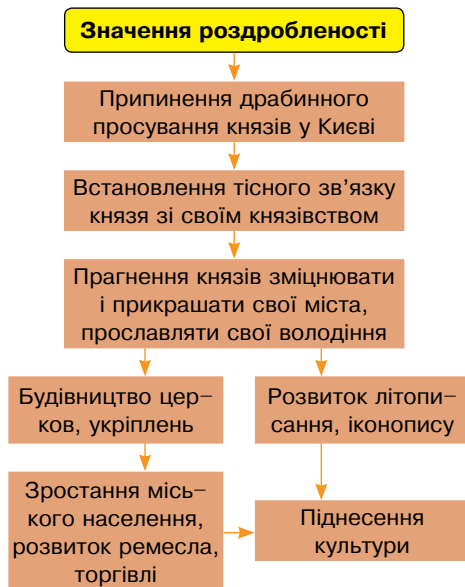 Значення роздробленості
Припинення драбинного
просування князів у Києві
Встановлення тісного зв'язку
князя зі своїм князівством
Прагнення князів зміцнювати
і прикрашати свої міста,
прославляти свої володіння
Будівництво цер-
ков, укріплень
Розвиток літопи-
сання, іконопису
Зростання місь-
кого населення,
розвиток ремесла,
торгівлі
Піднесення
культури